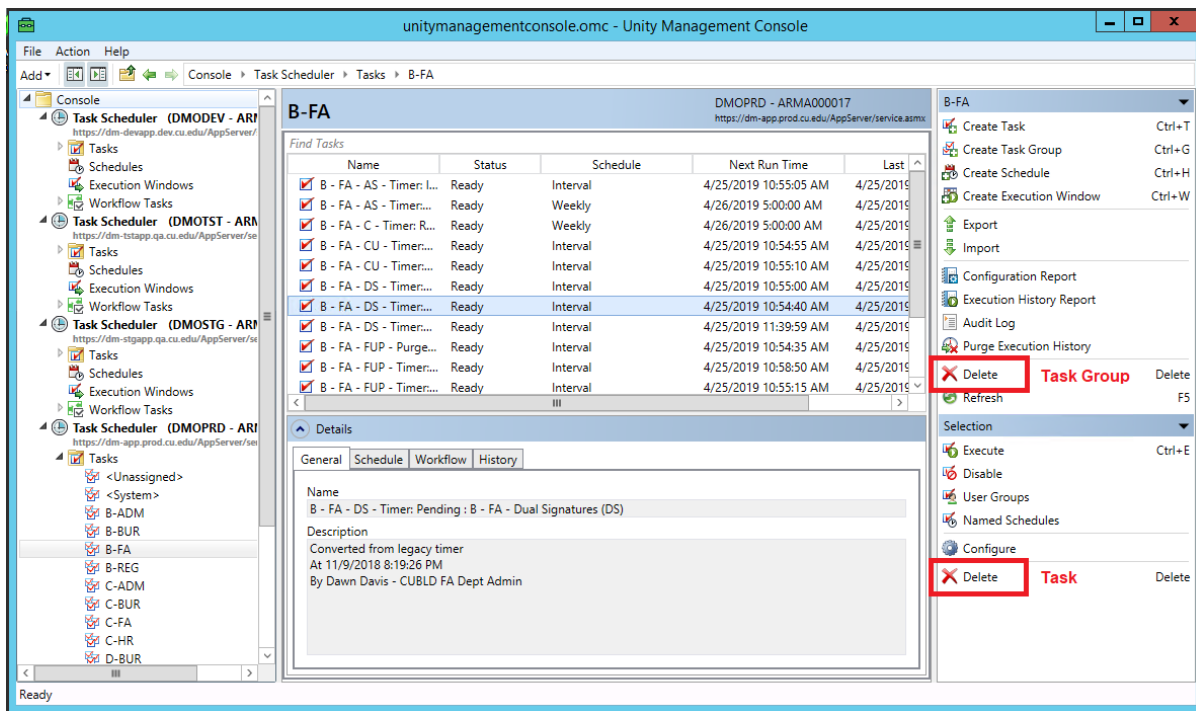 unitymanagementconsole.omc - Unity Management Console
File Action Help
Add Console Task Scheduler Tasks B-FA
Console
Task Scheduler (DMODEV - ARM
https://dm-devapp.dev.cu.edu/AppServer/
Tasks
Schedules
Execution Windows
Workflow Tasks
Task Scheduler (DMOTST - ARM
https://dm-tstapp.qa.cu.edu/AppServer/se
Tasks
Schedules
Execution Windows
Workflow Tasks
Task Scheduler (DMOSTG - ARM
https://dm-stgapp.qa.cu.edu/AppServer/se
Tasks
Schedules
Execution Windows
Workflow Tasks
Task Scheduler (DMOPRD - ARM
https://dm-app.prod.cu.edu/AppServer/ser
Tasks
<Unassigned>
<System>
B-ADM
B-BUR
B-FA
B-REG
C-ADM
C-BUR
C-FA
C-HR
D-BUR
B-FA
DMOPRD - ARMA000017
https://dm-app.prod.cu.edu/AppServer/service.asmx
Find Tasks
Name Status Schedule Next Run Time Last
B - FA - AS - Timer: I... Ready Interval 4/25/2019 10:55:05 AM 4/25/2019
B - FA - AS - Timer:... Ready Weekly 4/26/2019 5:00:00 AM 4/25/2019
B - FA - C - Timer: R... Ready Weekly 4/26/2019 5:00:00 AM 4/25/2019
B - FA - CU - Timer:... Ready Interval 4/25/2019 10:54:55 AM 4/25/2019
B - FA - CU - Timer:... Ready Interval 4/25/2019 10:55:10 AM 4/25/2019
B - FA - DS - Timer:... Ready Interval 4/25/2019 10:55:00 AM 4/25/2019
B - FA - DS - Timer:... Ready Interval 4/25/2019 10:54:40 AM 4/25/2019
B - FA - DS - Timer:... Ready Interval 4/25/2019 11:39:59 AM 4/25/2019
B - FA - FUP - Purge... Ready Interval 4/25/2019 10:54:35 AM 4/25/2019
B - FA - FUP - Timer:... Ready Interval 4/25/2019 10:58:50 AM 4/25/2019
B - FA - FUP - Timer:... Ready Interval 4/25/2019 10:55:15 AM 4/25/2019
Details
General Schedule Workflow History
Name
B - FA - DS - Timer: Pending : B - FA - Dual Signatures (DS)
Description
Converted from legacy timer
At 11/9/2018 8:19:26 PM
By Dawn Davis - CUBLD FA Dept Admin
B-FA
Create Task Ctrl+T
Create Task Group Ctrl+G
Create Schedule Ctrl+H
Create Execution Window Ctrl+W
Export
Import
Configuration Report
Execution History Report
Audit Log
Purge Execution History
Delete Task Group Delete
Refresh F5
Selection
Execute Ctrl+E
Disable
User Groups
Named Schedules
Configure
Delete Task Delete
Ready